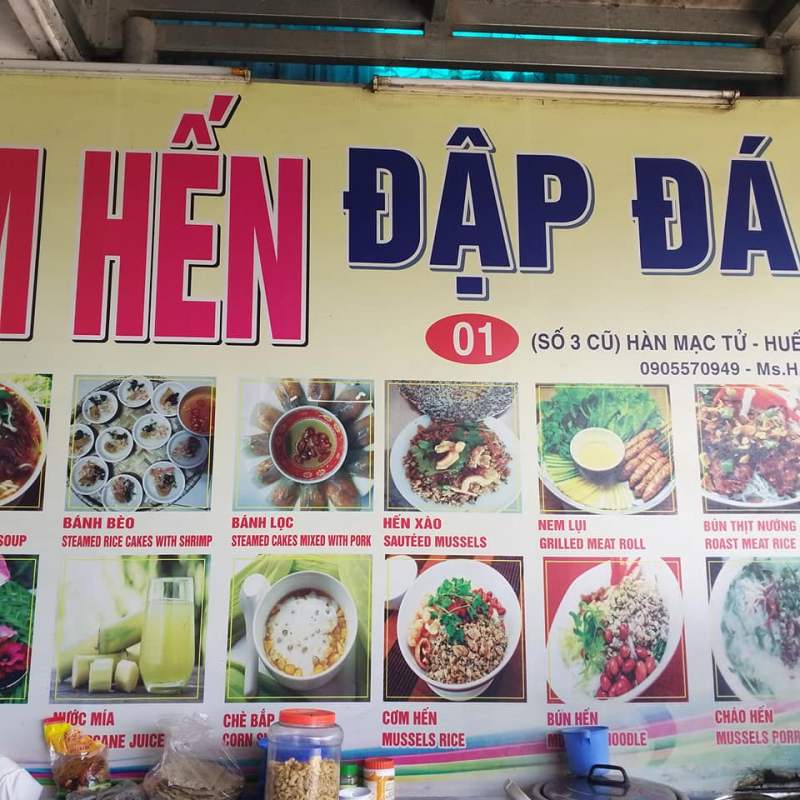 M HẾN ĐẬP ĐÁ
01 (SỐ 3 CŨ) HÀN MẠC TỬ - HUẾ
0905570949 - Ms.H
SOUP
BÁNH BÈO
STEAMED RICE CAKES WITH SHRIMP
BÁNH LỌC
STEAMED CAKES MIXED WITH PORK
HẾN XÀO
SAUTÉED MUSSELS
NEM LỤI
GRILLED MEAT ROLL
BÚN THỊT NƯỚNG
ROAST MEAT RICE
NƯỚC MÍA
CANE JUICE
CHÈ BẮP
CORN
CƠM HẾN
MUSSELS RICE
BÚN HẾN
CHÁO HẾN
MUSSELS PORR